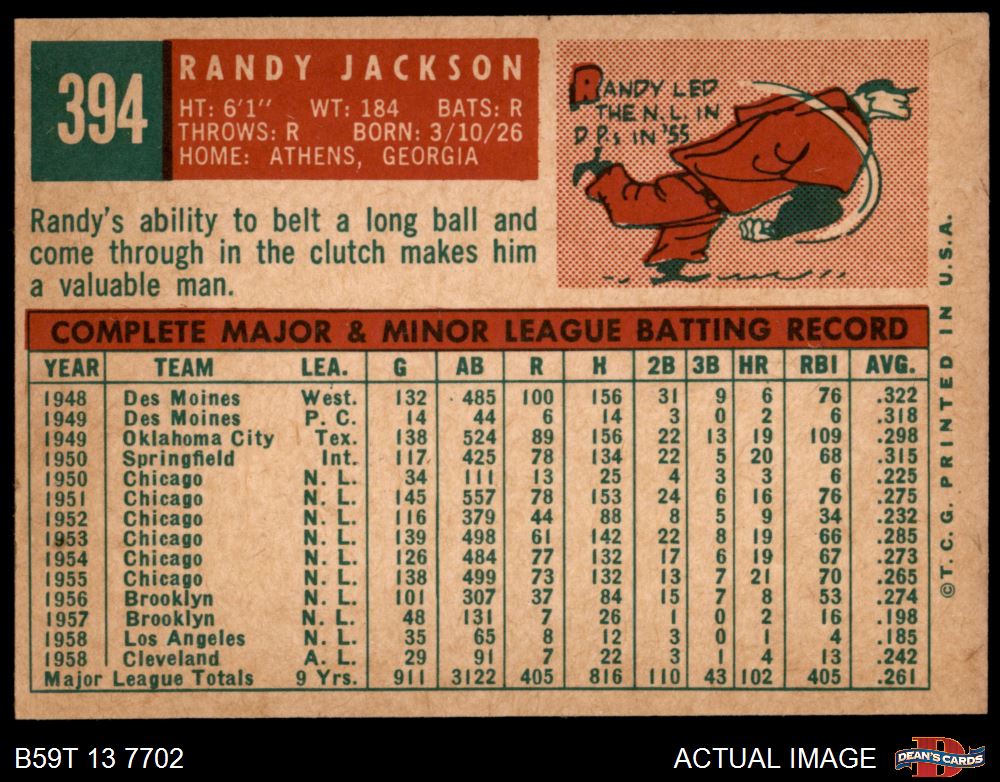 394
RANDY JACKSON
HT: 6'1" WT: 184 BATS: R
THROWS: R BORN: 3/10/26
HOME: ATHENS, GEORGIA
RANDY LED
THE N.L. IN
D.P.s IN '55
Randy's ability to belt a long ball and
come through in the clutch makes him
a valuable man.
COMPLETE MAJOR & MINOR LEAGUE BATTING RECORD
YEAR TEAM LEA. G AB R H 2B 3B HR RBI AVG.
1948 Des Moines West. 132 485 100 156 31 9 6 76 .322
1949 Des Moines P. C. 14 44 6 14 3 0 2 6 .318
1949 Oklahoma City Tex. 138 524 89 156 22 13 19 109 .298
1950 Springfield Int. 117 425 78 134 22 5 20 68 .315
1950 Chicago N. L. 34 111 13 25 4 3 3 6 .225
1951 Chicago N. L. 145 557 78 153 24 6 16 76 .275
1952 Chicago N. L. 116 379 44 88 8 5 9 34 .232
1953 Chicago N. L. 139 498 61 142 22 8 19 66 .285
1954 Chicago N. L. 126 484 77 132 17 6 19 67 .273
1955 Chicago N. L. 138 499 73 132 13 7 21 70 .265
1956 Brooklyn N. L. 101 307 37 84 15 7 8 53 .274
1957 Brooklyn N. L. 48 131 7 26 1 0 2 16 .198
1958 Los Angeles N. L. 35 65 8 12 3 0 1 4 .185
1958 Cleveland A. L. 29 91 7 22 3 1 4 13 .242
Major League Totals 9 Yrs. 911 3122 405 816 110 43 102 405 .261
© T. C. G. PRINTED IN U.S.A.
B59T 13 7702
ACTUAL IMAGE
D
DEAN'S CARDS